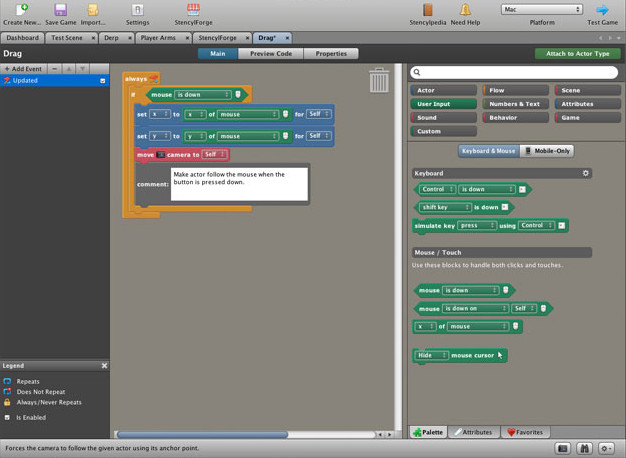 Create New... Save Game Import... Settings StencylForge Stencylpedia Need Help Mac Platform Test Game
Dashboard Test Scene × Derp × Player Arms × StencylForge × Drag* ×
Drag Main Preview Code Properties Attach to Actor Type
+ Add Event
Updated
always
if mouse is down
set x to x of mouse for Self
set y to y of mouse for Self
move camera to Self
comment: Make actor follow the mouse when the
button is pressed down.
Actor Flow Scene
User Input Numbers & Text Attributes
Sound Behavior Game
Custom
Keyboard & Mouse Mobile-Only
Keyboard
Control is down
shift key is down
simulate key press using Control
Mouse / Touch
Use these blocks to handle both clicks and touches.
mouse is down
mouse is down on Self
x of mouse
Hide mouse cursor
Legend
Repeats
Does Not Repeat
Always/Never Repeats
Is Enabled
Palette Attributes Favorites
Forces the camera to follow the given actor using its anchor point.